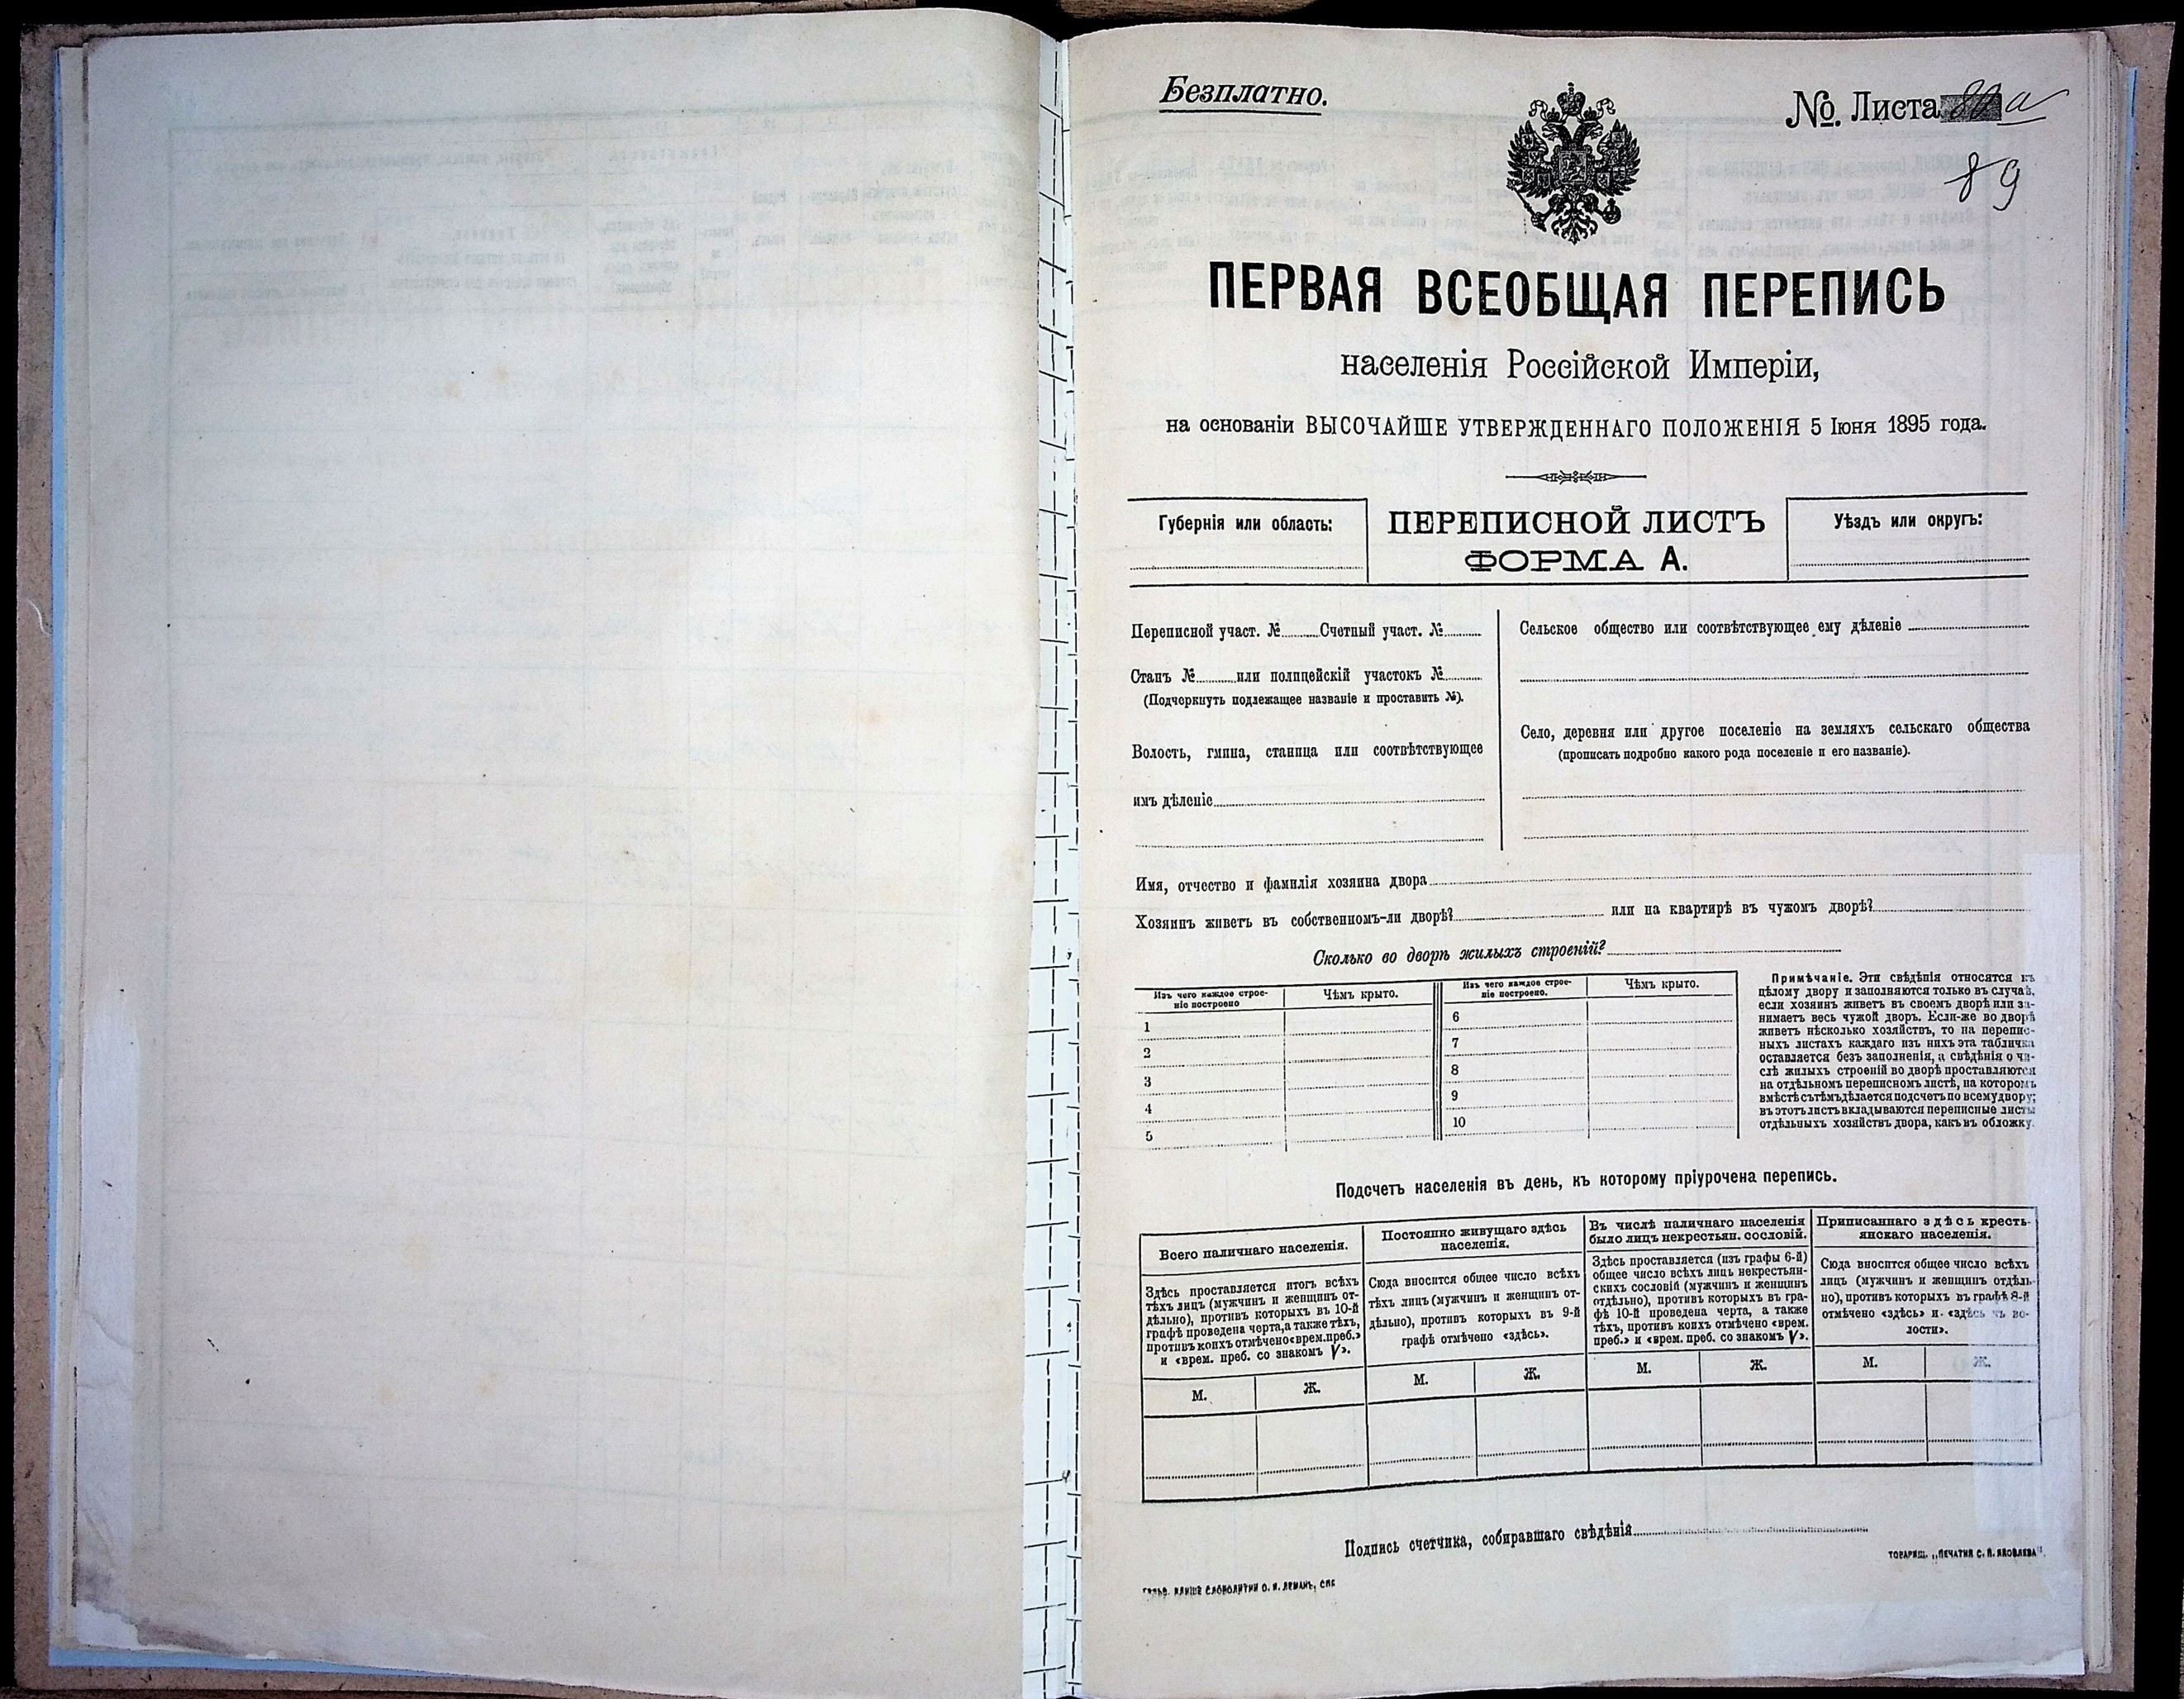 Безплатно.
№. Листа а
89
ПЕРВАЯ ВСЕОБЩАЯ ПЕРЕПИСЬ
населенія Россійской Имперіи,
на основаніи ВЫСОЧАЙШЕ УТВЕРЖДЕННАГО ПОЛОЖЕНІЯ 5 Іюня 1895 года.
Губернія или область:
ПЕРЕПИСНОЙ ЛИСТЪ
ФОРМА А.
Уѣздъ или округъ:
Переписной участ. № Счетный участ. №
Станъ № или полицейскій участокъ №
(Подчеркнуть подлежащее названіе и проставить №).
Волость, гмина, станица или соотвѣтствующее
имъ дѣленіе
Сельское общество или соотвѣтствующее ему дѣленіе
Село, деревня или другое поселеніе на земляхъ сельскаго общества
(прописать подробно какого рода поселеніе и его названіе).
Имя, отчество и фамилія хозяина двора
Хозяинъ живетъ въ собственномъ-ли дворѣ? или на квартирѣ въ чужомъ дворѣ?
Сколько во дворѣ жилыхъ строеній?
Изъ чего каждое строе-
ніе построено
Чѣмъ крыто.
1
2
3
4
5
Изъ чего каждое строе-
ніе построено.
Чѣмъ крыто.
6
7
8
9
10
Примѣчаніе. Эти свѣдѣнія относятся къ
цѣлому двору и заполняются только въ случаѣ,
если хозяинъ живетъ въ своемъ дворѣ или за-
нимаетъ весь чужой дворъ. Если-же во дворѣ
живетъ нѣсколько хозяйствъ, то на перепис-
ныхъ листахъ каждаго изъ нихъ эта табличка
оставляется безъ заполненія, а свѣдѣнія о чи-
слѣ жилыхъ строеній во дворѣ проставляются
на отдѣльномъ переписномъ листѣ, на которомъ
вмѣстѣ съ тѣмъ дѣлается подсчетъ по всему двору;
въ этотъ листъ вкладываются переписные листы
отдѣльныхъ хозяйствъ двора, какъ въ обложку.
Подсчетъ населенія въ день, къ которому пріурочена перепись.
Всего наличнаго населенія.
Здѣсь проставляется итогъ всѣхъ
тѣхъ лицъ (мужчинъ и женщинъ от-
дѣльно), противъ которыхъ въ 10-й
графѣ проведена черта, а также тѣхъ,
противъ коихъ отмѣчено «врем. преб.»
и «врем. преб. со знакомъ V».
М. Ж.
Постоянно живущаго здѣсь
населенія.
Сюда вносится общее число всѣхъ
тѣхъ лицъ (мужчинъ и женщинъ от-
дѣльно), противъ которыхъ въ 9-й
графѣ отмѣчено «здѣсь».
М. Ж.
Въ числѣ наличнаго населенія
было лицъ некрестьян. сословій.
Здѣсь проставляется (изъ графы 6-й)
общее число всѣхъ лицъ некрестьян-
скихъ сословій (мужчинъ и женщинъ
отдѣльно), противъ которыхъ въ гра-
фѣ 10-й проведена черта, а также
тѣхъ, противъ коихъ отмѣчено «врем.
преб.» и «врем. преб. со знакомъ V».
М. Ж.
Приписаннаго здѣсь кресть-
янскаго населенія.
Сюда вносится общее число всѣхъ
лицъ (мужчинъ и женщинъ отдѣль-
но), противъ которыхъ въ графѣ 8-й
отмѣчено «здѣсь» и «здѣсь въ во-
лости».
М. Ж.
Подпись счетчика, собиравшаго свѣдѣнія
ТОВАРИЩ. „ПЕЧАТНЯ С. П. ЯКОВЛЕВА“.
КЛИШЕ СЛОВОЛИТНИ О. И. ЛЕМАНЪ, СПБ